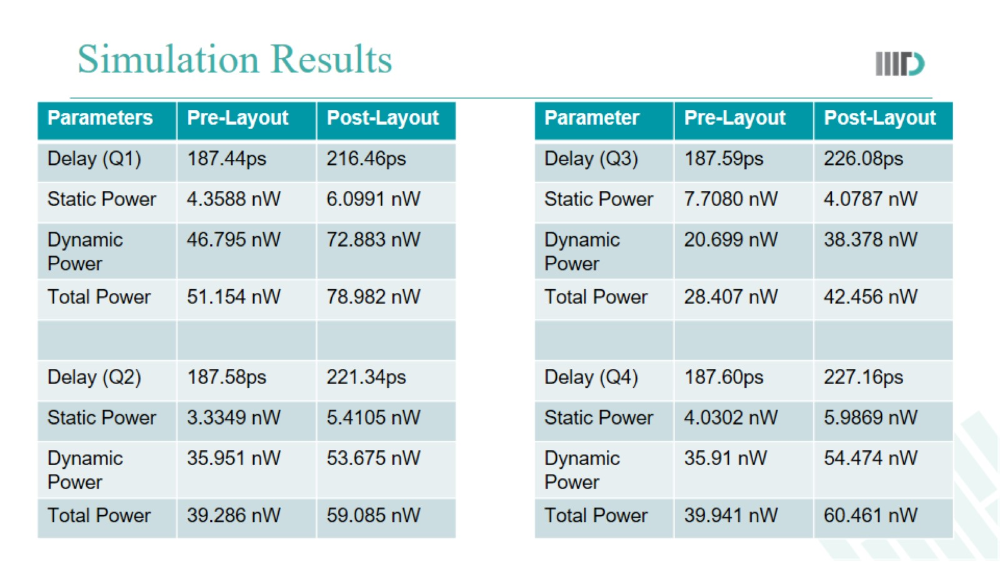 Simulation Results
IIITD
Parameters Pre-Layout Post-Layout
Delay (Q1) 187.44ps 216.46ps
Static Power 4.3588 nW 6.0991 nW
Dynamic Power 46.795 nW 72.883 nW
Total Power 51.154 nW 78.982 nW
Delay (Q2) 187.58ps 221.34ps
Static Power 3.3349 nW 5.4105 nW
Dynamic Power 35.951 nW 53.675 nW
Total Power 39.286 nW 59.085 nW
Parameter Pre-Layout Post-Layout
Delay (Q3) 187.59ps 226.08ps
Static Power 7.7080 nW 4.0787 nW
Dynamic Power 20.699 nW 38.378 nW
Total Power 28.407 nW 42.456 nW
Delay (Q4) 187.60ps 227.16ps
Static Power 4.0302 nW 5.9869 nW
Dynamic Power 35.91 nW 54.474 nW
Total Power 39.941 nW 60.461 nW